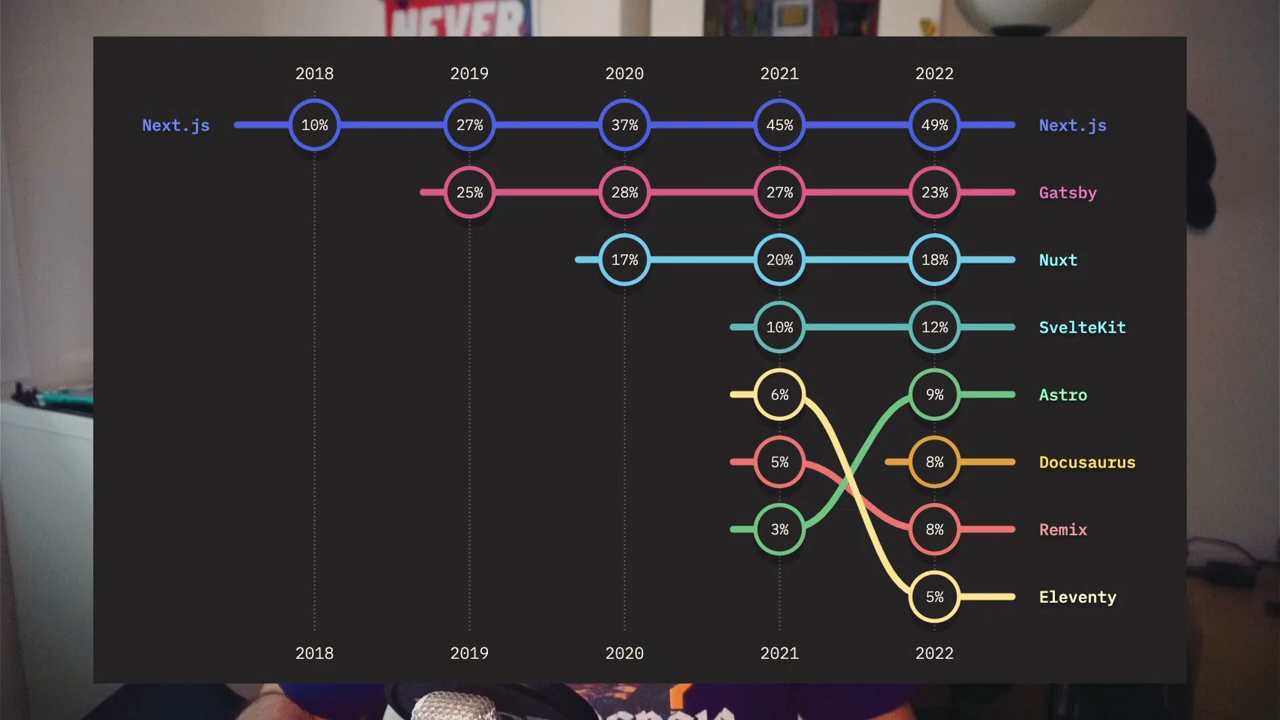 NEVER
2018 2019 2020 2021 2022
Next.js 10% 27% 37% 45% 49% Next.js
25% 28% 27% 23% Gatsby
17% 20% 18% Nuxt
10% 12% SvelteKit
6% 9% Astro
5% 8% Docusaurus
3% 8% Remix
5% Eleventy
2018 2019 2020 2021 2022